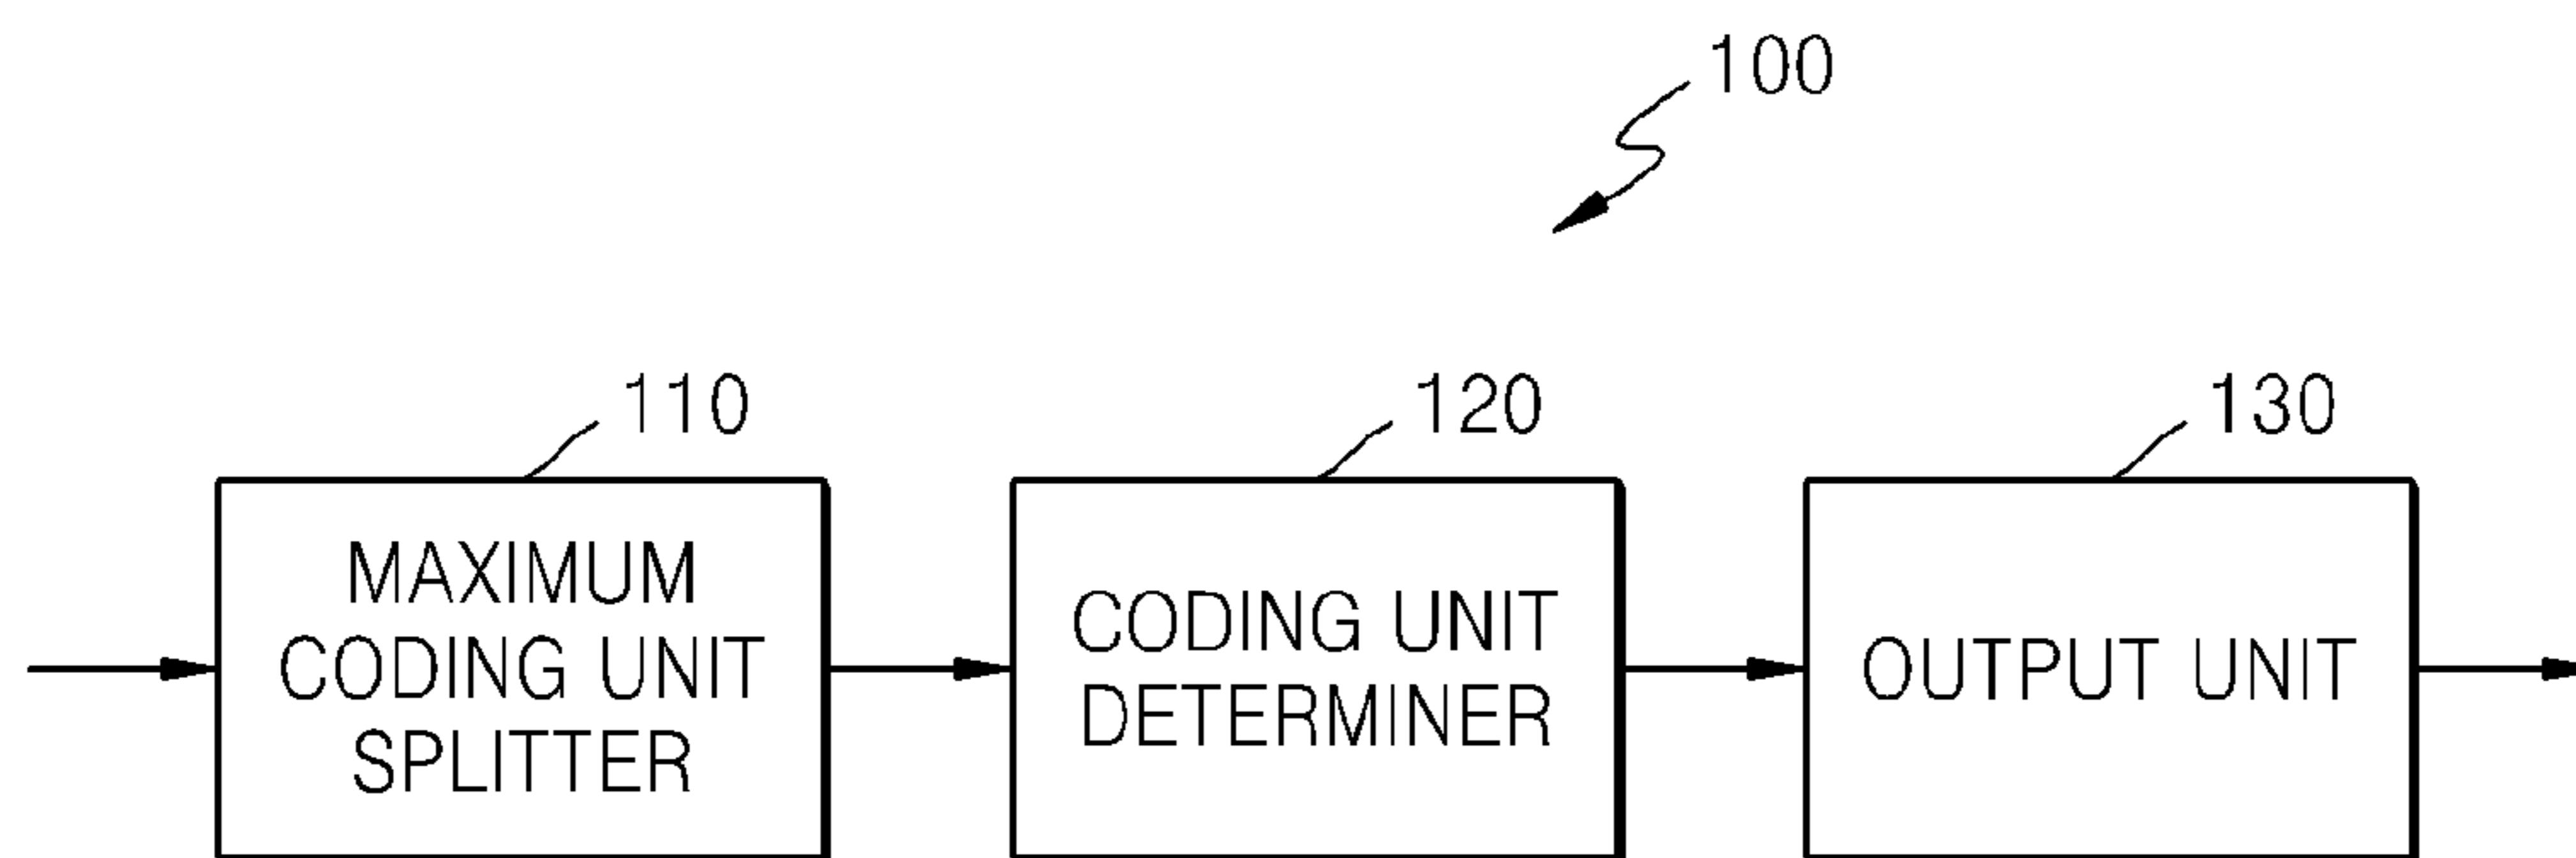 100
110
120
130
MAXIMUM
CODING UNIT
SPLITTER
CODING UNIT
DETERMINER
OUTPUT UNIT